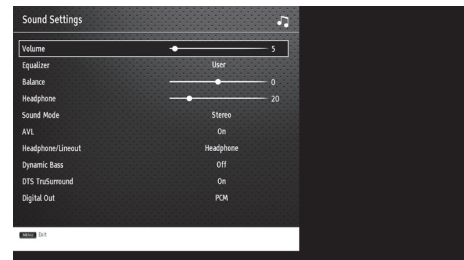 Sound Settings
Volume 5
Equalizer User
Balance 0
Headphone 20
Sound Mode Stereo
AVL On
Headphone/Lineout Headphone
Dynamic Bass Off
DTS TruSurround On
Digital Out PCM
MENU Exit